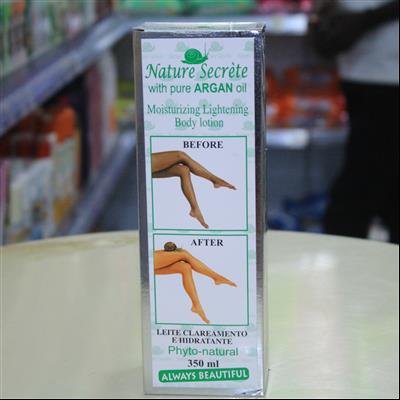 Nature Secrète
with pure ARGAN oil
Moisturizing Lightening
Body lotion
BEFORE
AFTER
LEITE CLAREAMENTO
E HIDRATANTE
Phyto-natural
350 ml
ALWAYS BEAUTIFUL